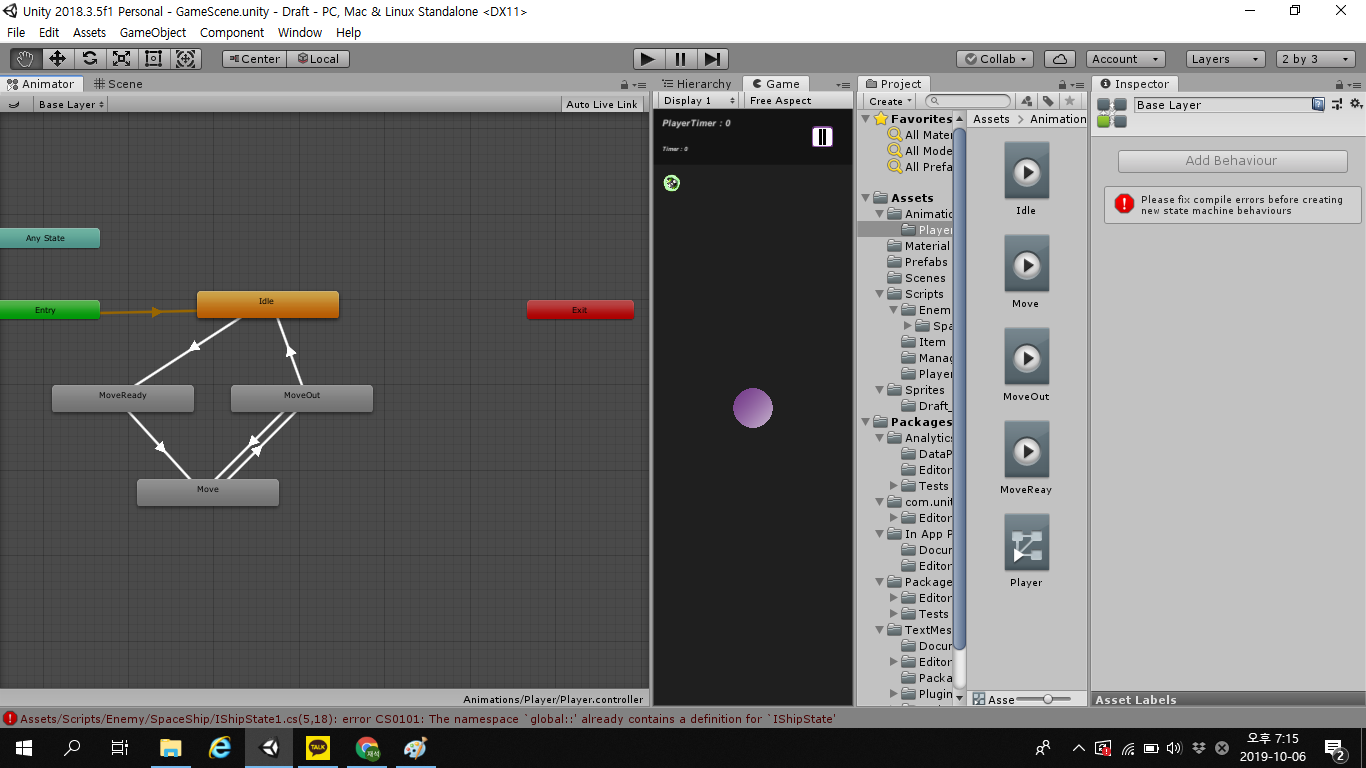 Unity 2018.3.5f1 Personal - GameScene.unity - Draft - PC, Mac & Linux Standalone <DX11>
File Edit Assets GameObject Component Window Help
Center Local Collab Account Layers 2 by 3
Animator Scene
Base Layer Auto Live Link
Any State
Entry
Idle
Exit
MoveReady
MoveOut
Move
Animations/Player/Player.controller
Hierarchy Game
Display 1 Free Aspect
PlayerTimer : 0
Timer : 0
Project
Create
Favorites
All Mater
All Mode
All Prefa
Assets
Animatic
Player
Material
Prefabs
Scenes
Scripts
Enem
Spa
Item
Manag
Player
Sprites
Draft_
Packages
Analytics
DataP
Editor
Tests
com.unit
Editor
In App P
Docu
Editor
Package
Editor
Tests
TextMes
Docur
Editor
Packa
Plugin
Assets > Animation
Idle
Move
MoveOut
MoveReay
Player
Asse
Inspector
Base Layer
Add Behaviour
Please fix compile errors before creating
new state machine behaviours
Asset Labels
Assets/Scripts/Enemy/SpaceShip/IShipState1.cs(5,18): error CS0101: The namespace `global::' already contains a definition for `IShipState'
TALK
재석
오후 7:15
2019-10-06
2